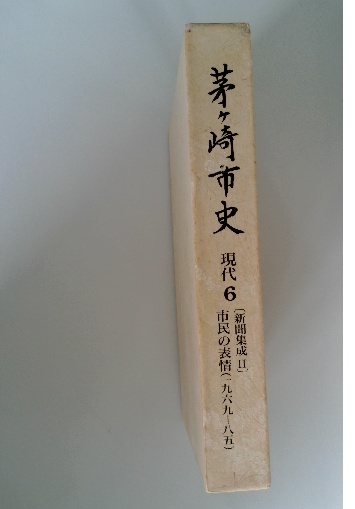 茅ヶ崎市史
現代6
〔新聞集成Ⅱ〕
市民の表情(一九六九―八五)